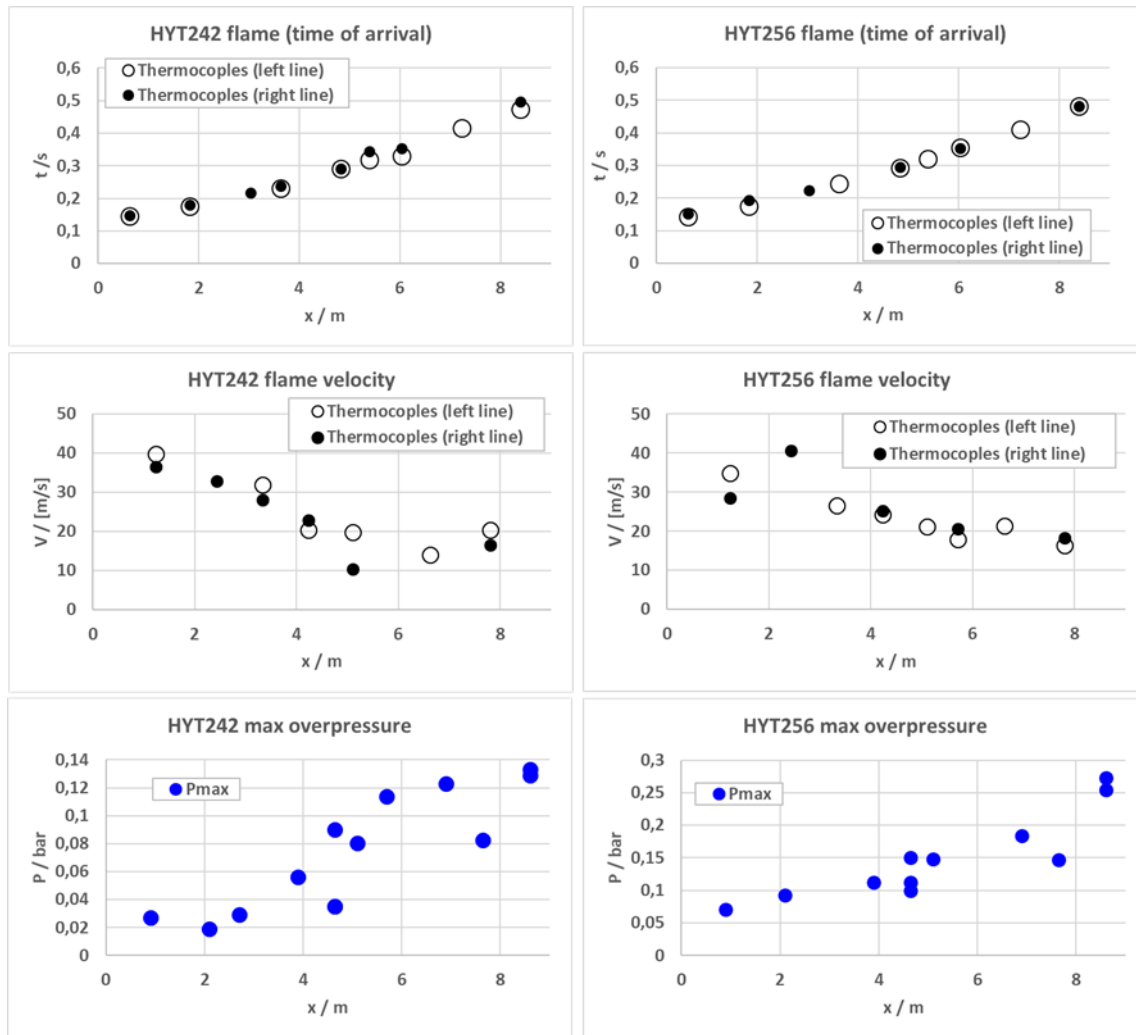 HYT242 flame (time of arrival)
0,6
0,5
0,4
0,3
0,2
0,1
0
t / s
Thermocoples (left line)
Thermocoples (right line)
0 2 4 6 8
x / m
HYT256 flame (time of arrival)
0,6
0,5
0,4
0,3
0,2
0,1
0
t / s
Thermocoples (left line)
Thermocoples (right line)
0 2 4 6 8
x / m
HYT242 flame velocity
50
40
30
20
10
0
V / [m/s]
Thermocoples (left line)
Thermocoples (right line)
0 2 4 6 8
x / m
HYT256 flame velocity
50
40
30
20
10
0
V / [m/s]
Thermocoples (left line)
Thermocoples (right line)
0 2 4 6 8
x / m
HYT242 max overpressure
0,14
0,12
0,1
0,08
0,06
0,04
0,02
0
P / bar
Pmax
0 2 4 6 8
x / m
HYT256 max overpressure
0,3
0,25
0,2
0,15
0,1
0,05
0
P / bar
Pmax
0 2 4 6 8
x / m